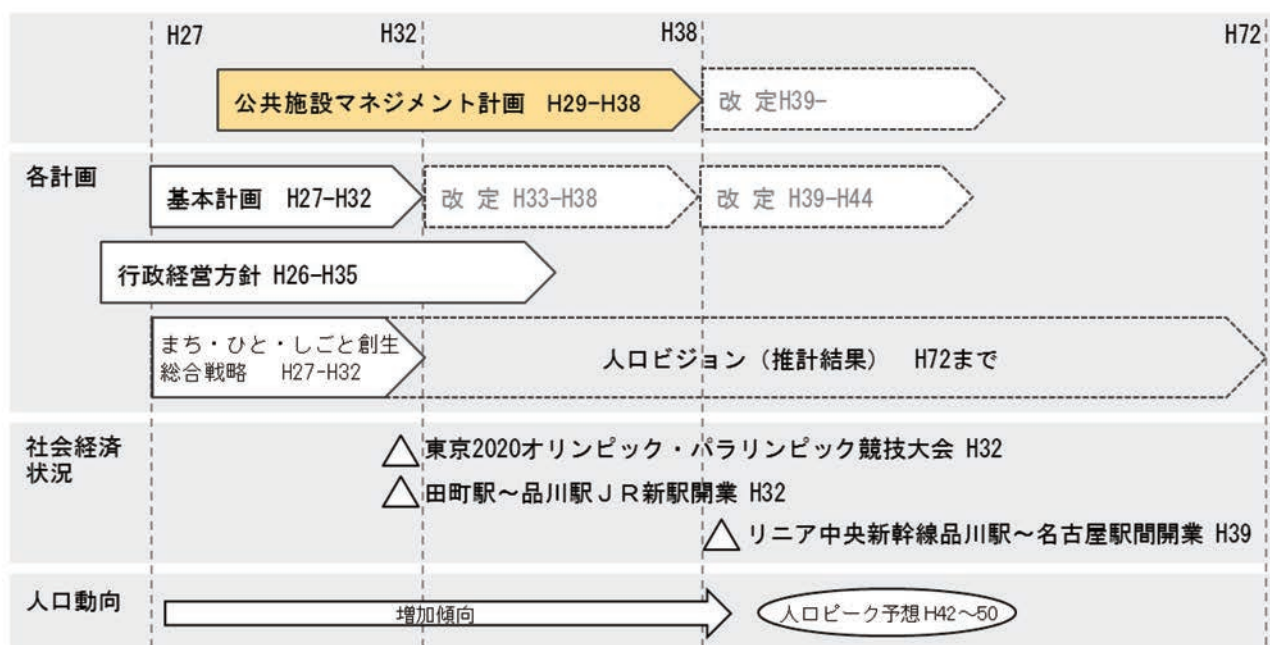 H27
H32
H38
H72
公共施設マネジメント計画 H29-H38
改 定H39-
各計画
基本計画 H27-H32
改 定 H33-H38
改 定 H39-H44
行政経営方針 H26-H35
まち・ひと・しごと創生
総合戦略 H27-H32
人口ビジョン（推計結果） H72まで
社会経済
状況
東京2020オリンピック・パラリンピック競技大会 H32
田町駅～品川駅ＪＲ新駅開業 H32
リニア中央新幹線品川駅～名古屋駅間開業 H39
人口動向
増加傾向
人口ピーク予想H42～50